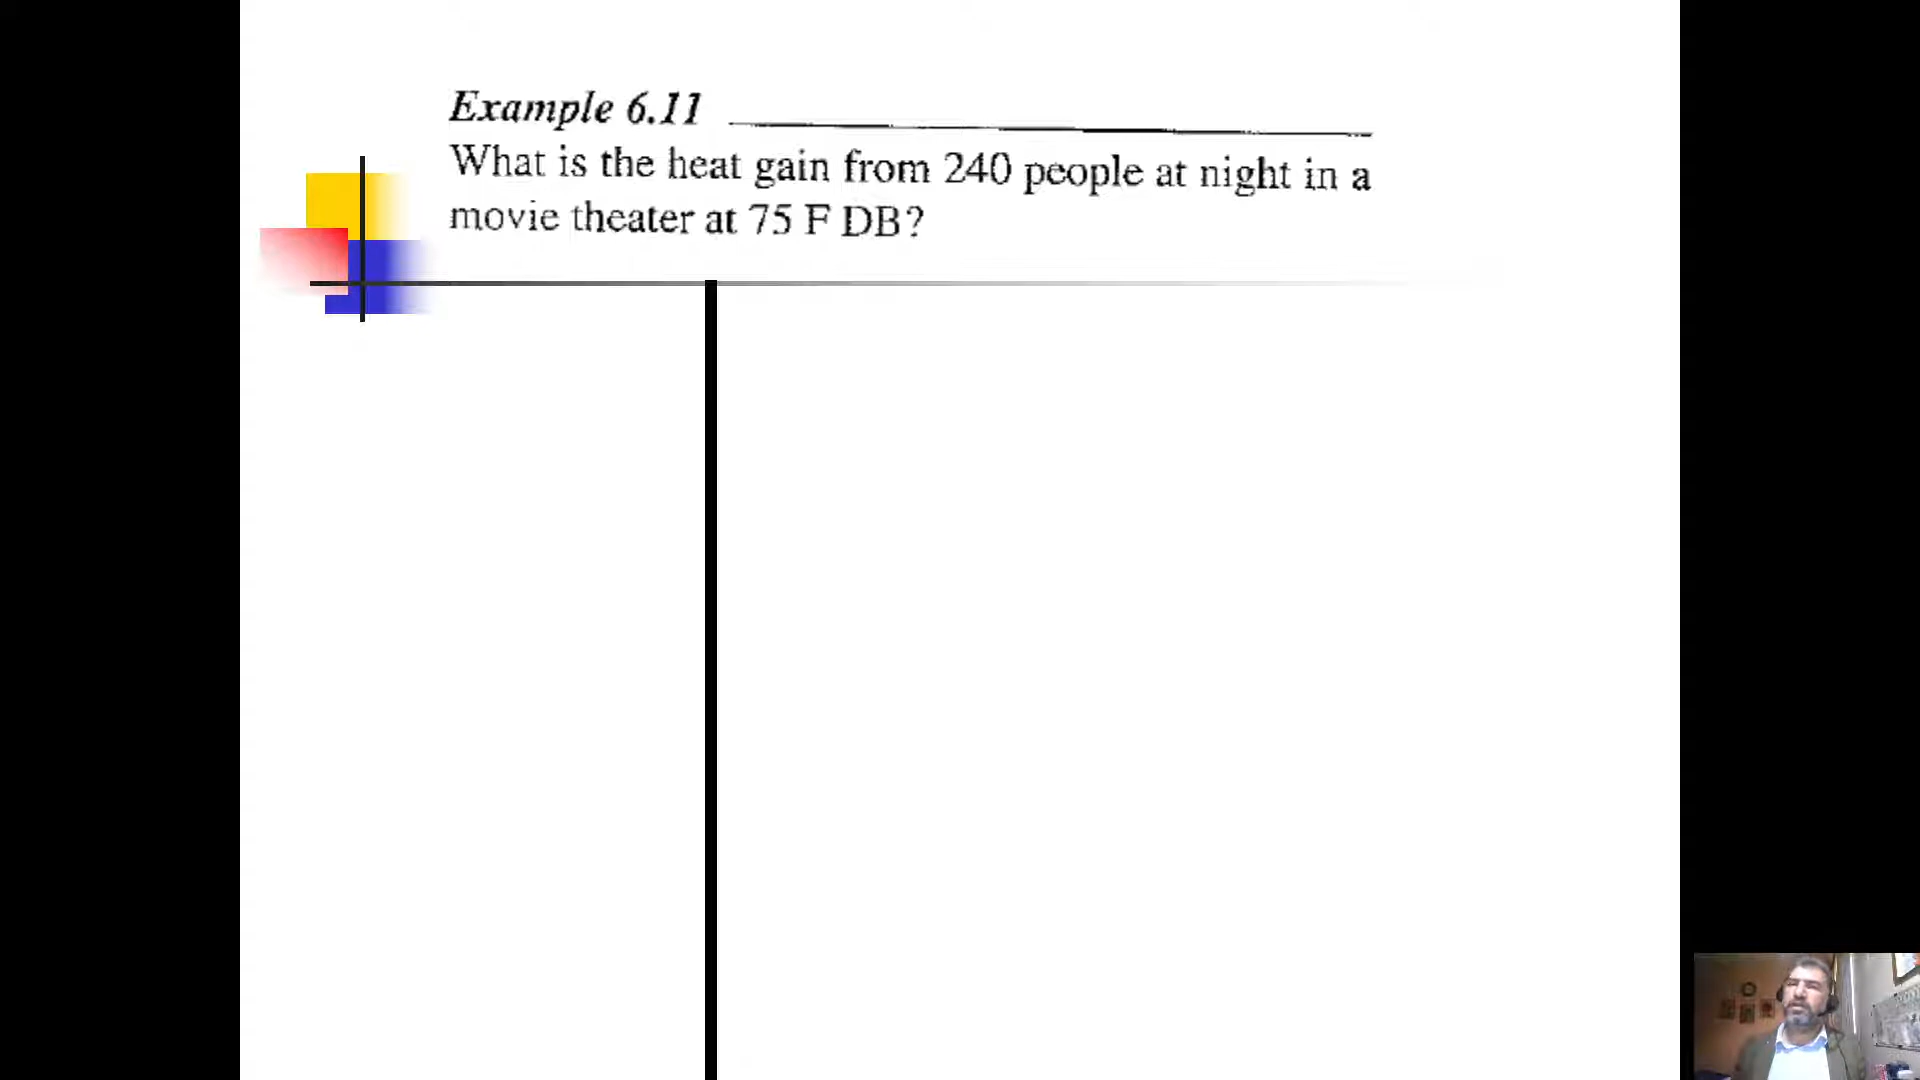 Example 6.11
What is the heat gain from 240 people at night in a
movie theater at 75 F DB?